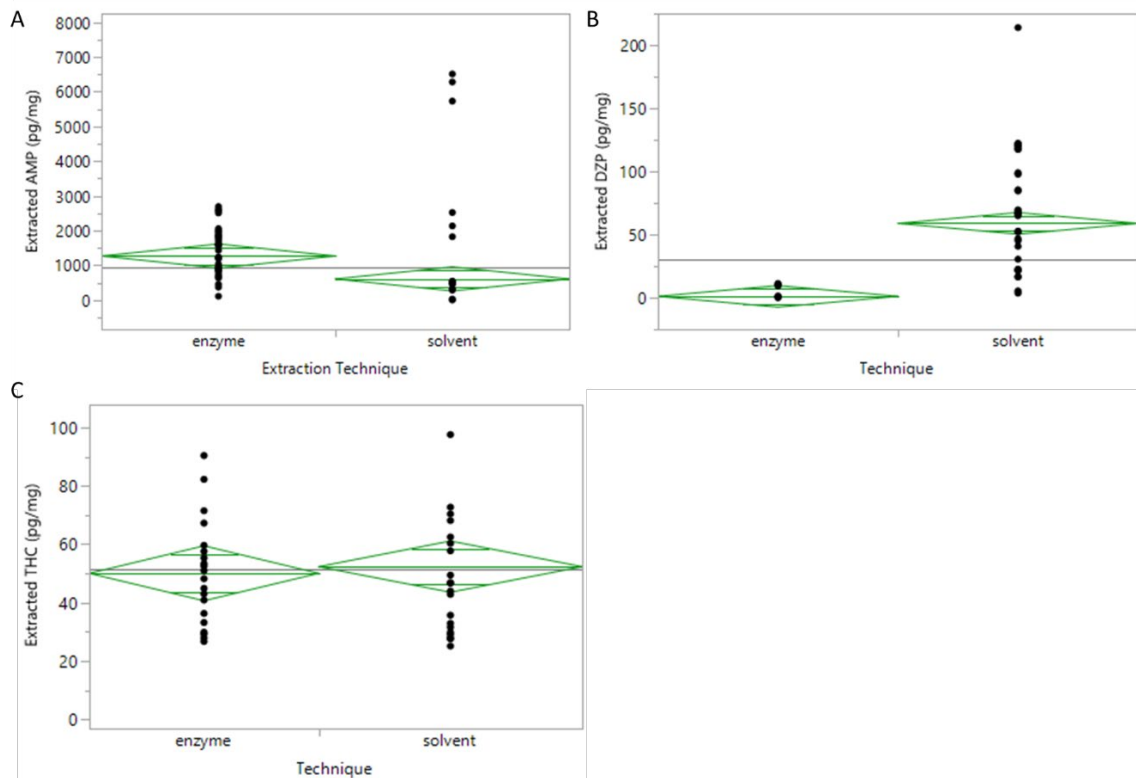 A
Extracted AMP (pg/mg)
8000
7000
6000
5000
4000
3000
2000
1000
0
enzyme solvent
Extraction Technique
B
Extracted DZP (pg/mg)
200
150
100
50
0
enzyme solvent
Technique
C
Extracted THC (pg/mg)
100
80
60
40
20
0
enzyme solvent
Technique